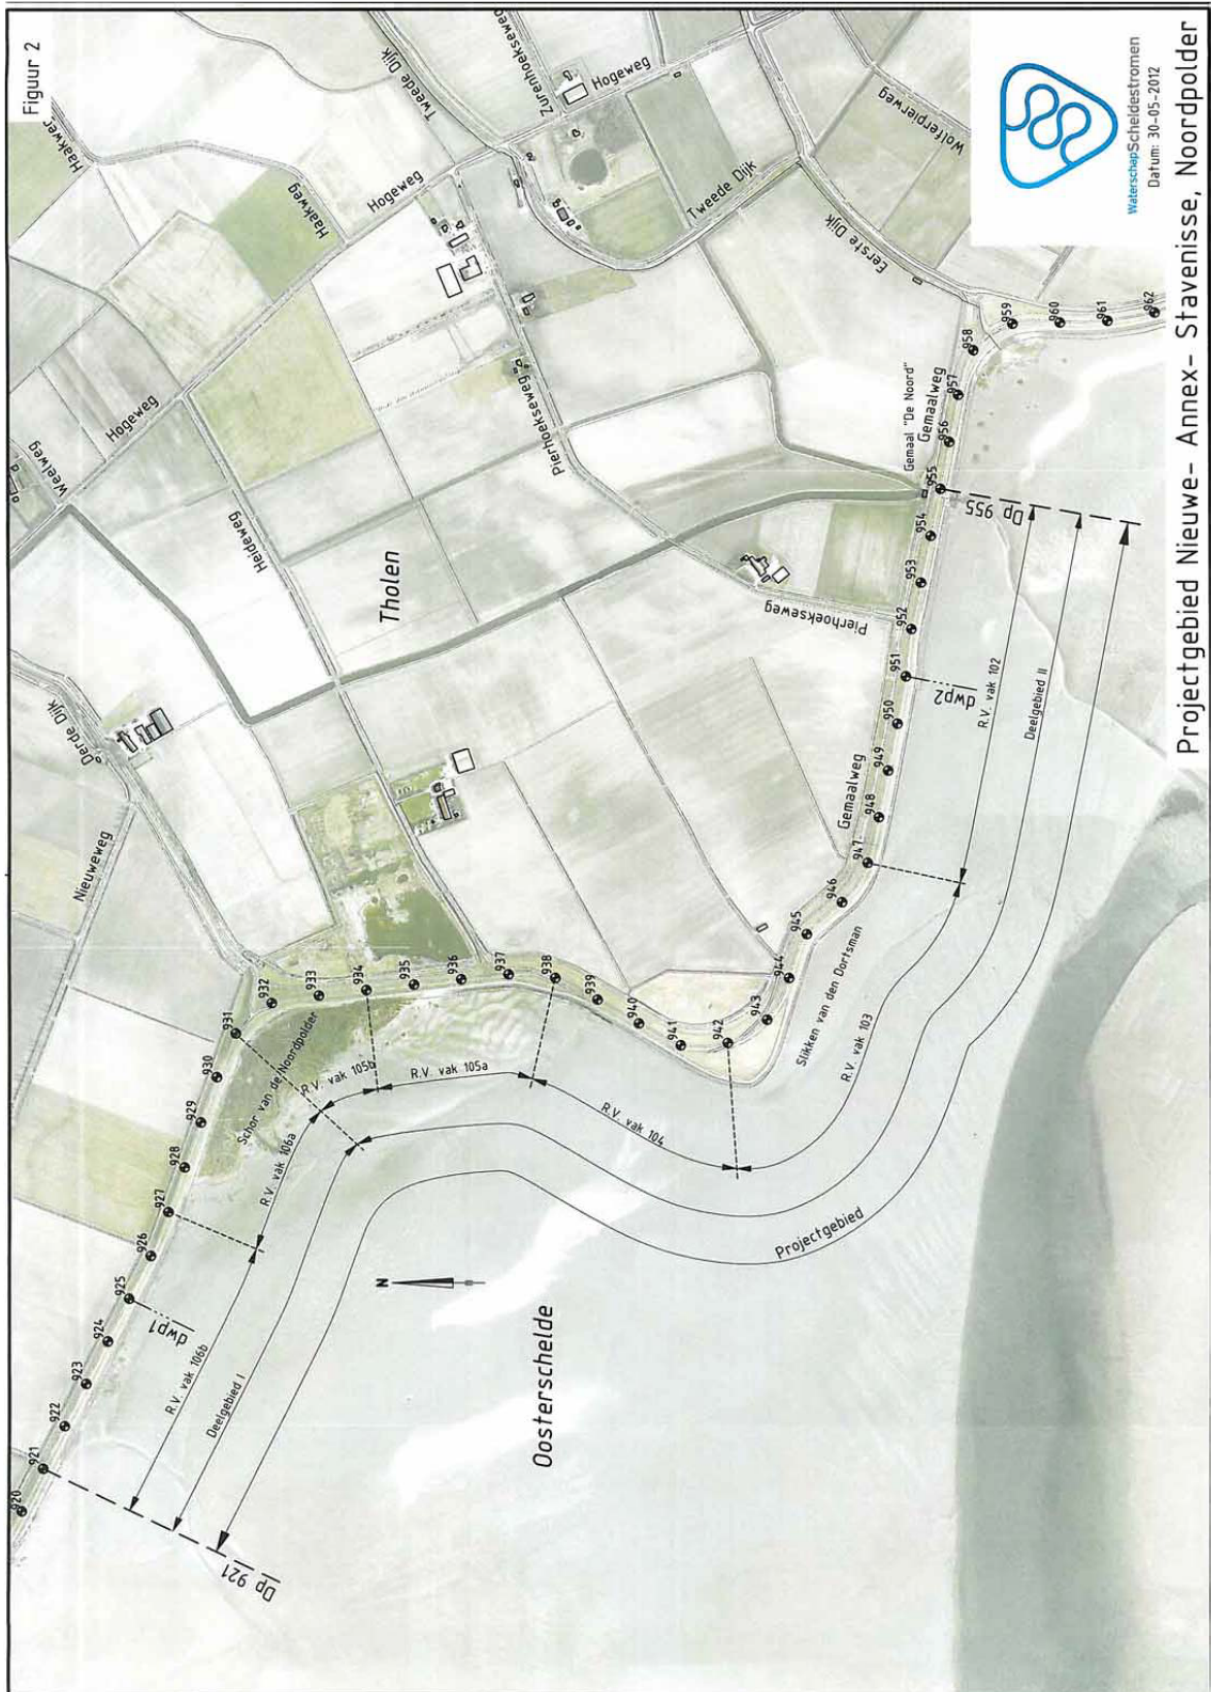 Figuur 2
Haakweg
Haakweg
Tweede Dijk
Zurenhoekseweg
Hogeweg
Hogeweg
Hogeweg
Weelweg
Heideweg
Tholen
Pierhoekseweg
Pierhoekseweg
Tweede Dijk
Wolferpierweg
Eerste Dijk
Derde Dijk
Nieuweweg
Gemaal "De Noord"
Gemaalweg
Gemaalweg
Schor van de Noordpolder
Slikken van den Dortsman
Oosterschelde
N
920
921
922
923
924
925
926
927
928
929
930
931
932
933
934
935
936
937
938
939
940
941
942
943
944
945
946
947
948
949
950
951
952
953
954
955
956
957
958
959
960
961
962
Dp 921
dwp1
dwp2
Dp 955
R.V. vak 106b
R.V. vak 106a
R.V. vak 105b
R.V. vak 105a
R.V. vak 104
R.V. vak 103
R.V. vak 102
Deelgebied I
Deelgebied II
Projectgebied
WaterschapScheldestromen
Datum: 30-05-2012
Projectgebied Nieuwe- Annex- Stavenisse, Noordpolder